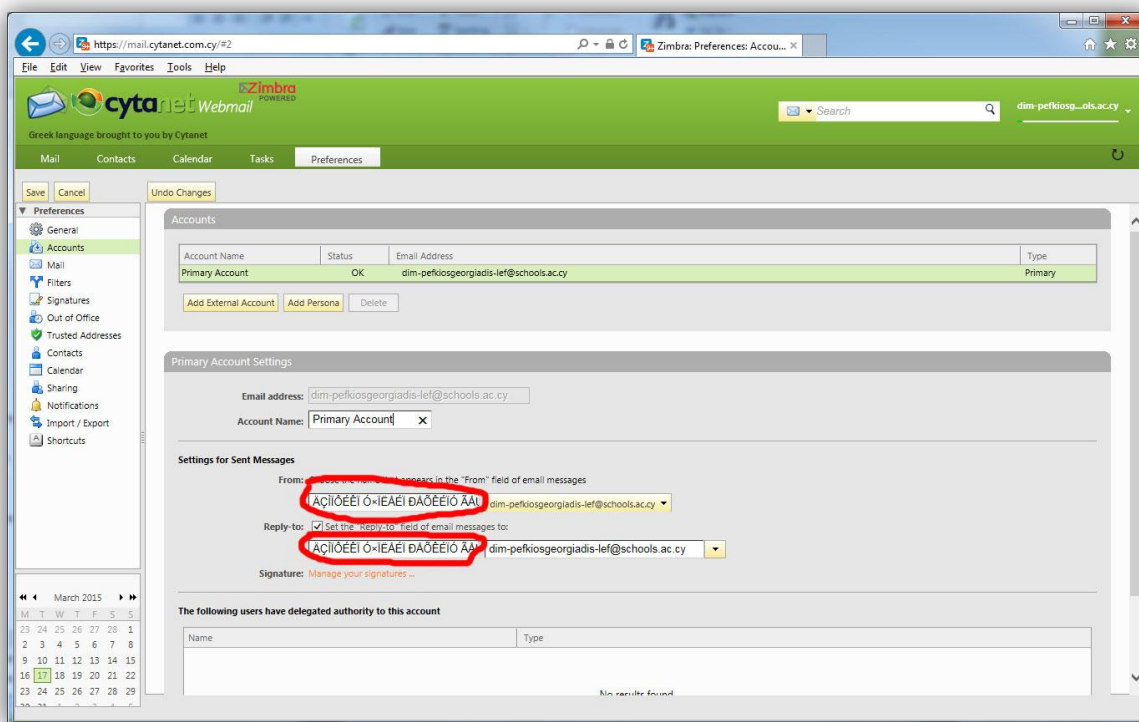 https://mail.cytanet.com.cy/#2
Zimbra: Preferences: Accou...
File Edit View Favorites Tools Help
cytanet Webmail
Zimbra
POWERED
Search
dim-pefkiosg...ols.ac.cy
Greek language brought to you by Cytanet
Mail Contacts Calendar Tasks Preferences
Save Cancel Undo Changes
Preferences
General
Accounts
Mail
Filters
Signatures
Out of Office
Trusted Addresses
Contacts
Calendar
Sharing
Notifications
Import / Export
Shortcuts
Accounts
Account Name Status Email Address Type
Primary Account OK dim-pefkiosgeorgiadis-lef@schools.ac.cy Primary
Add External Account Add Persona Delete
Primary Account Settings
Email address: dim-pefkiosgeorgiadis-lef@schools.ac.cy
Account Name: Primary Account
Settings for Sent Messages
From: appears in the "From" field of email messages
dim-pefkiosgeorgiadis-lef@schools.ac.cy
Reply-to: Set the "Reply-to" field of email messages to:
dim-pefkiosgeorgiadis-lef@schools.ac.cy
Signature: Manage your signatures ...
The following users have delegated authority to this account
Name Type
No results found
March 2015
M T W T F S S
23 24 25 26 27 28 1
2 3 4 5 6 7 8
9 10 11 12 13 14 15
16 17 18 19 20 21 22
23 24 25 26 27 28 29